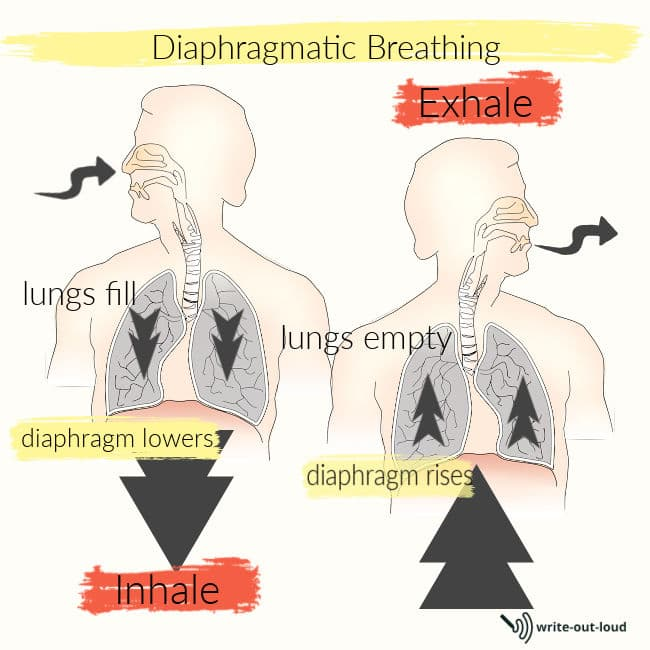 Diaphragmatic Breathing
Exhale
lungs fill
lungs empty
diaphragm lowers
diaphragm rises
Inhale
write-out-loud